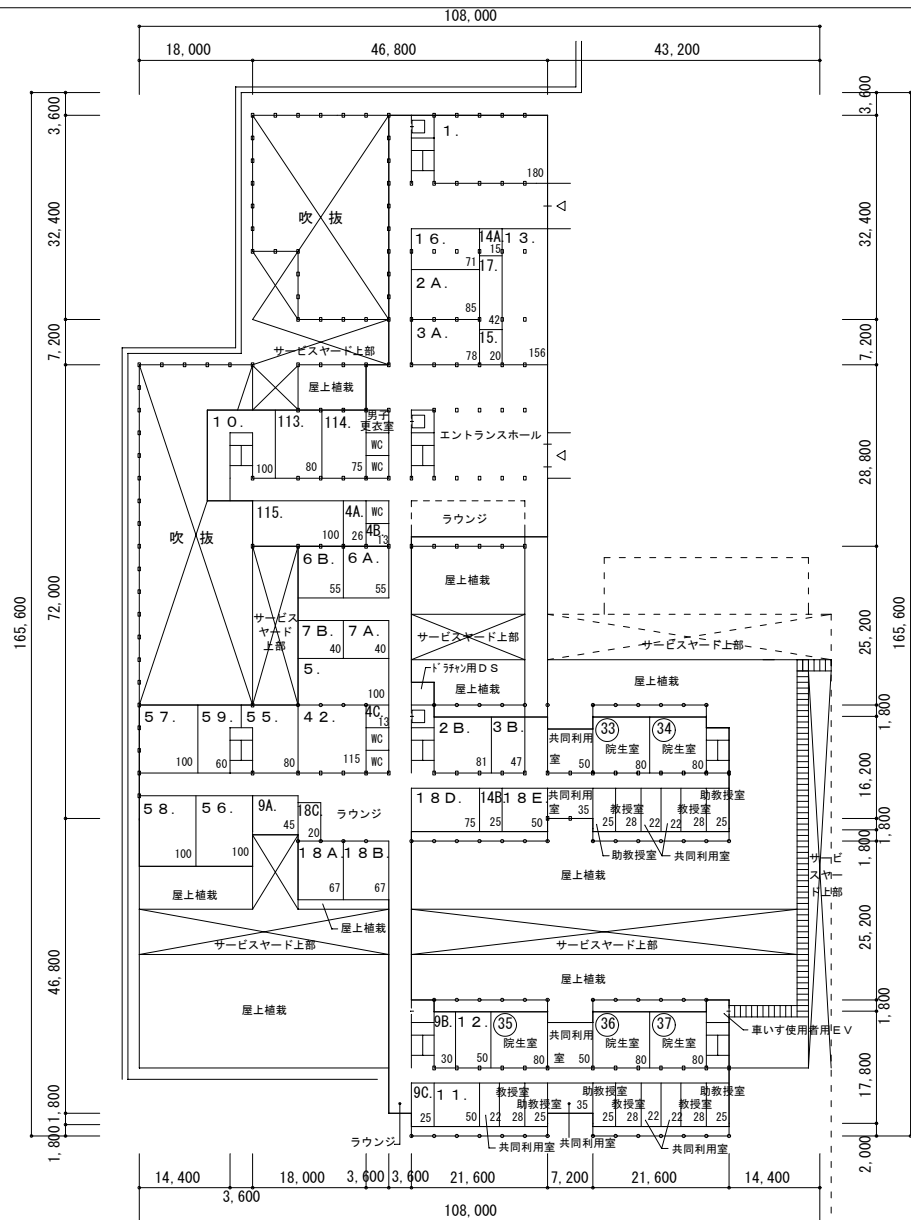 108,000
18,000 46,800 43,200
3,600 3,600
1.
180
32,400 32,400
吹 抜
16. 14A. 13.
71 15
17.
2A.
85 42
3A. 15.
78 20 156
7,200 7,200
サービスヤード上部
屋上植栽
10. 113. 114. 男子
更衣室
WC
WC
100 80 75
エントランスホール
28,800
115. 4A. WC
4B.
100 26 13
ラウンジ
吹 抜
6B. 6A.
55 55
屋上植栽
72,000
165,600 165,600
サービス
ヤード
上部
7B. 7A.
40 40
サービスヤード上部
サービスヤード上部
25,200
5.
100
ドラチャン用DS
屋上植栽
屋上植栽
57. 59. 55. 42. 4C.
13
WC
WC
100 60 80 115
2B. 3B.
81 47
共同利用
室 50
33 34
院生室 院生室
80 80
1,800
16,200
58. 56. 9A. 18C.
45 20
100 100
ラウンジ
18D. 14B. 18E.
75 25 50
共同利用
室 35
教授室 教授室 助教授室
25 28 22 22 28 25
助教授室 共同利用室
1,800
1,800
18A. 18B.
67 67
屋上植栽
屋上植栽
屋上植栽
サービ
スヤー
ド上部
サービスヤード上部
サービスヤード上部
25,200
46,800
屋上植栽
屋上植栽
9B. 12. 35
院生室
30 50 80
共同利用
室 50
36 37
院生室 院生室
80 80
車いす使用者用EV
1,800
17,800
9C. 11.
25 50
教授室
助教授室
22 28 25
35
助教授室 教授室 教授室 助教授室
25 28 22 22 28 25
ラウンジ 共同利用室 共同利用室 共同利用室
1,800
1,800
2,000
14,400 18,000 3,600 3,600 21,600 7,200 21,600 14,400
3,600
108,000